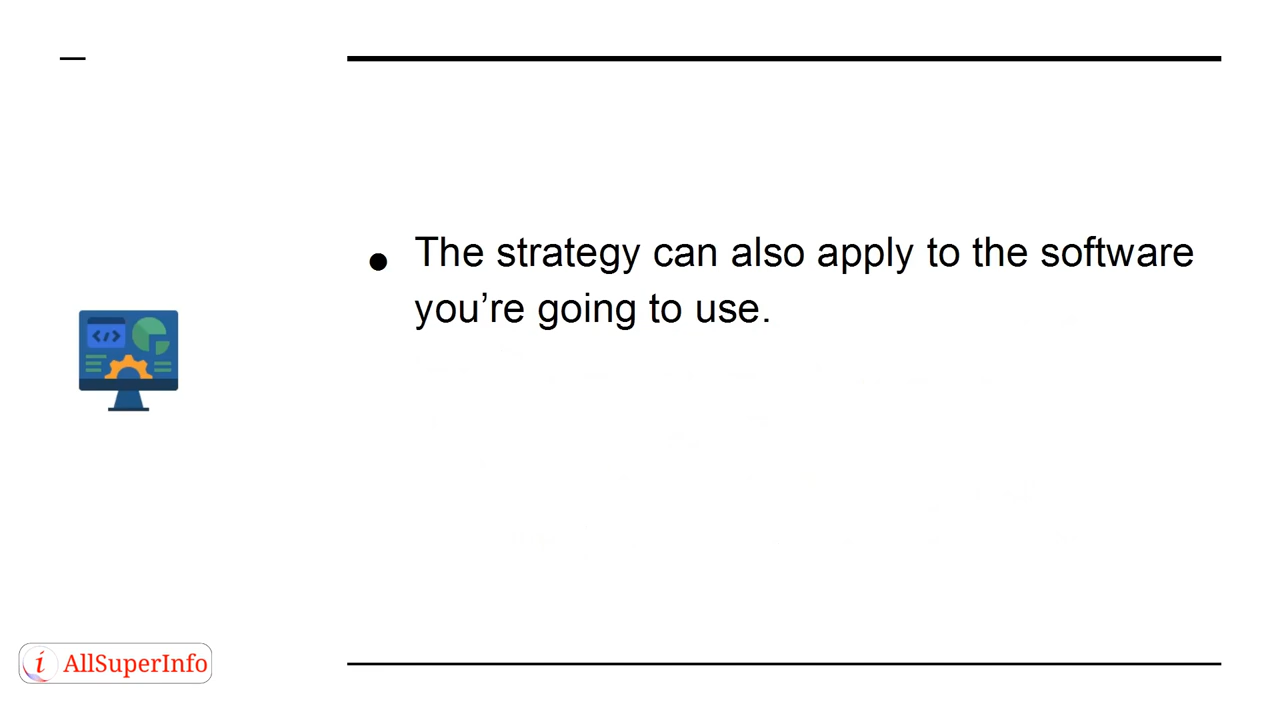 ● The strategy can also apply to the software
you’re going to use.
</>
i AllSuperInfo